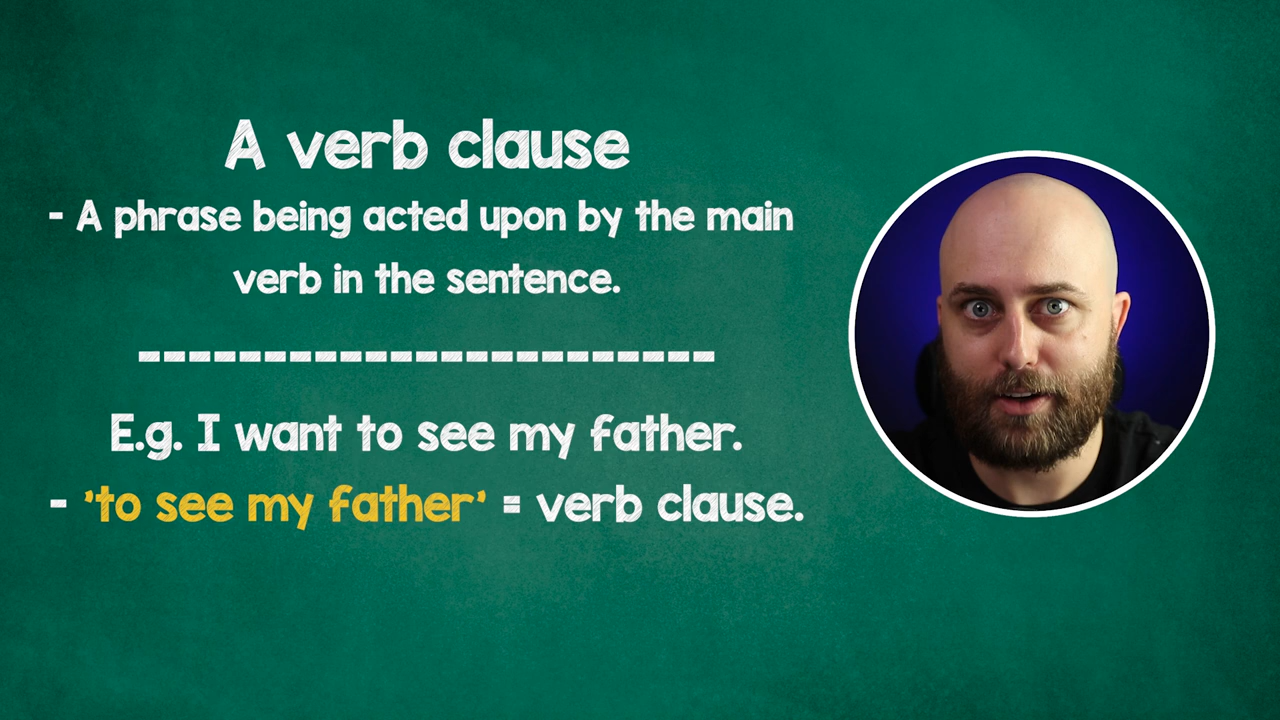 A verb clause
- A phrase being acted upon by the main
verb in the sentence.
-----------------------
E.g. I want to see my father.
- 'to see my father' = verb clause.